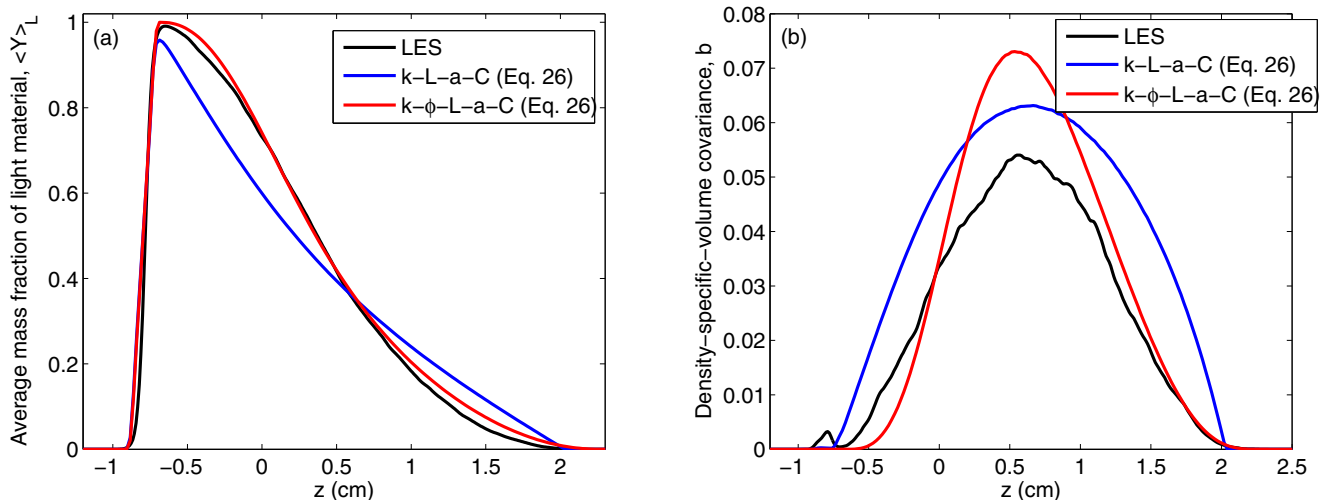 (a)
LES
k−L−a−C (Eq. 26)
k−ϕ−L−a−C (Eq. 26)
Average mass fraction of light material, <Y>L
1
0.8
0.6
0.4
0.2
0
−1
−0.5
0
0.5
1
1.5
2
z (cm)
(b)
LES
k−L−a−C (Eq. 26)
k−ϕ−L−a−C (Eq. 26)
Density−specific−volume covariance, b
0.08
0.07
0.06
0.05
0.04
0.03
0.02
0.01
0
−1
−0.5
0
0.5
1
1.5
2
2.5
z (cm)